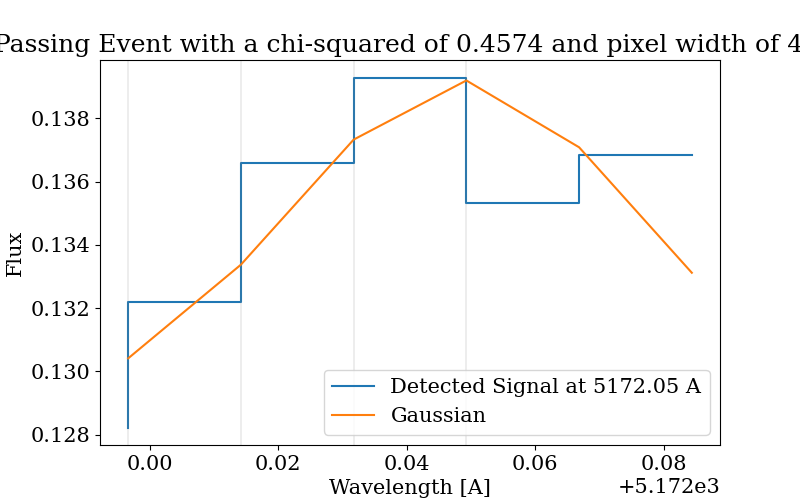 Passing Event with a chi-squared of 0.4574 and pixel width of 4
0.138
0.136
0.134
0.132
0.130
0.128
Flux
Detected Signal at 5172.05 A
Gaussian
0.00 0.02 0.04 0.06 0.08
+5.172e3
Wavelength [A]